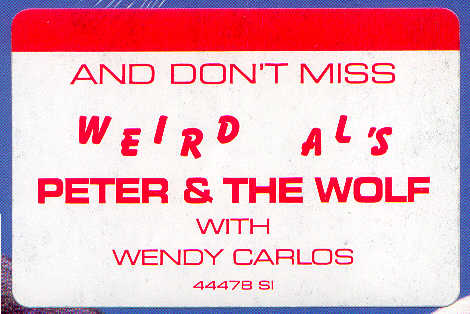 AND DON'T MISS
WEIRD AL'S
PETER & THE WOLF
WITH
WENDY CARLOS
44478 SI